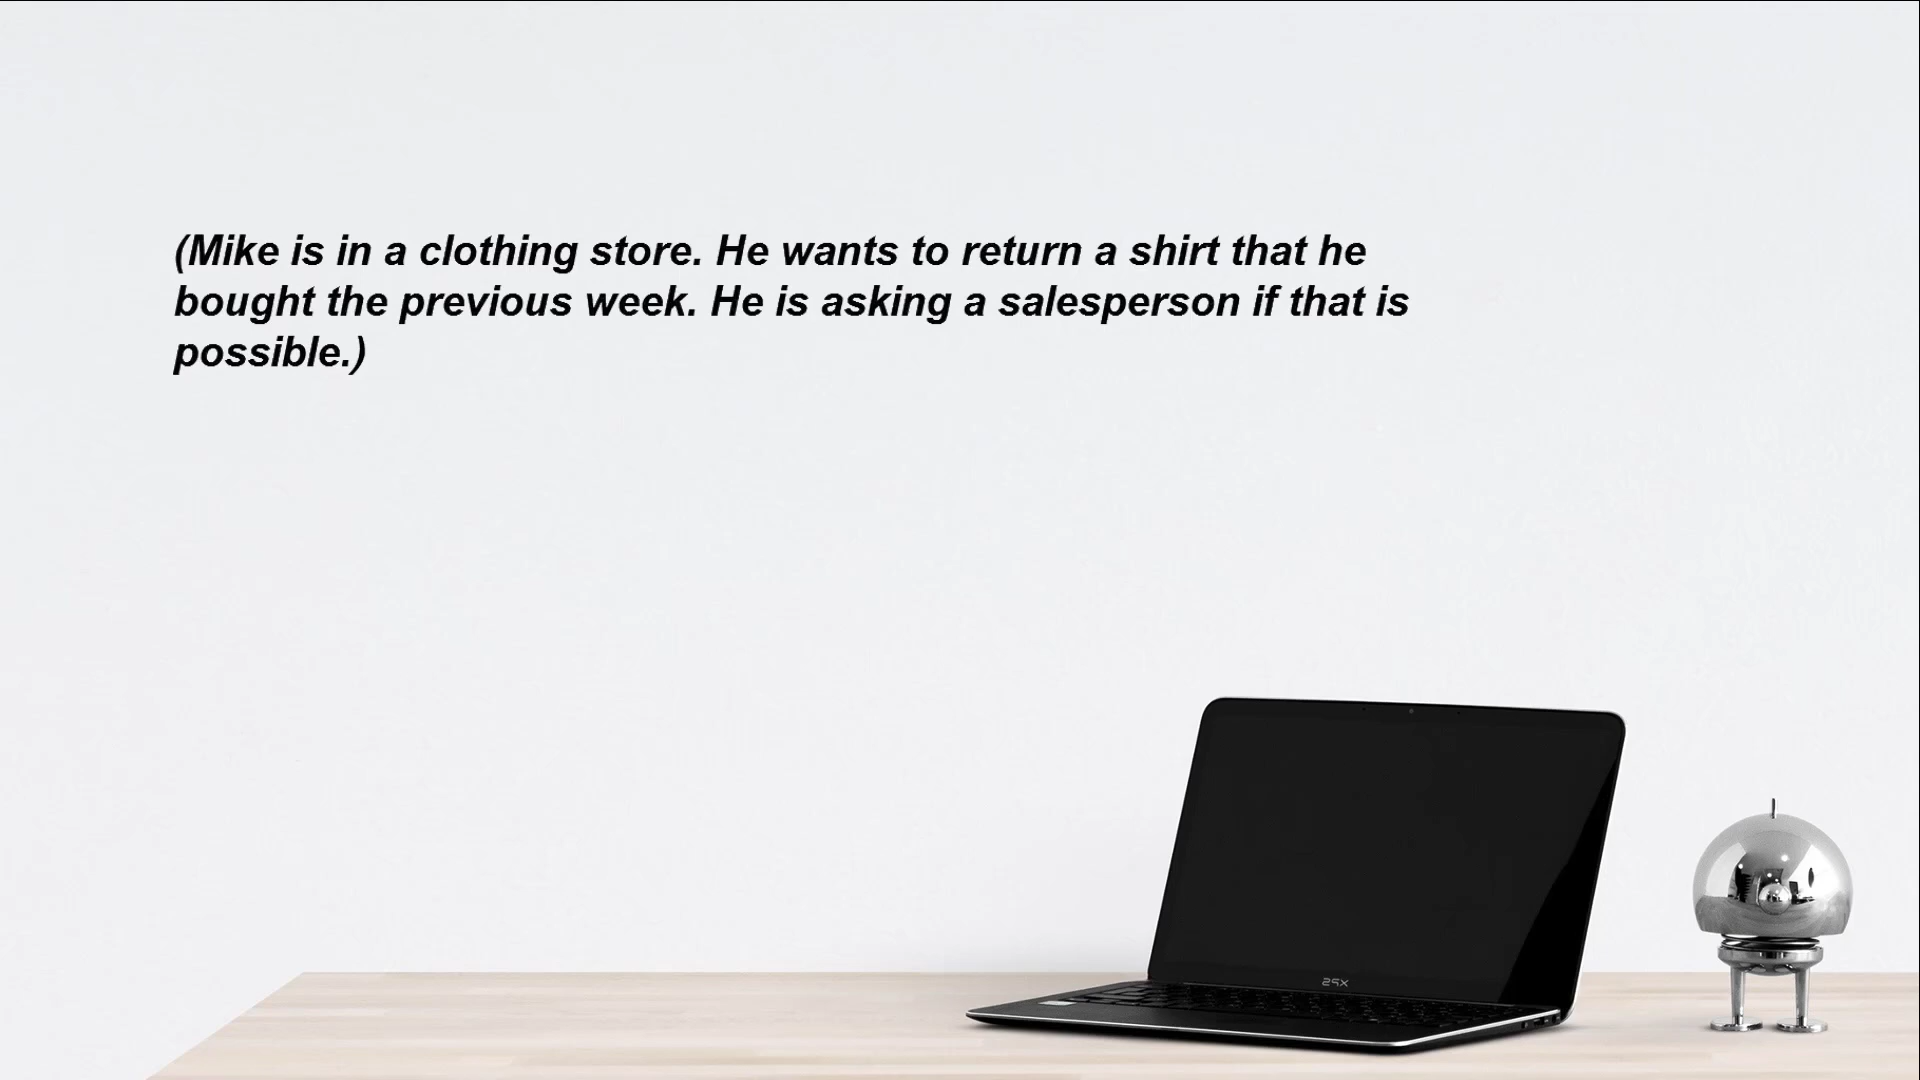 (Mike is in a clothing store. He wants to return a shirt that he
bought the previous week. He is asking a salesperson if that is
possible.)
XPS